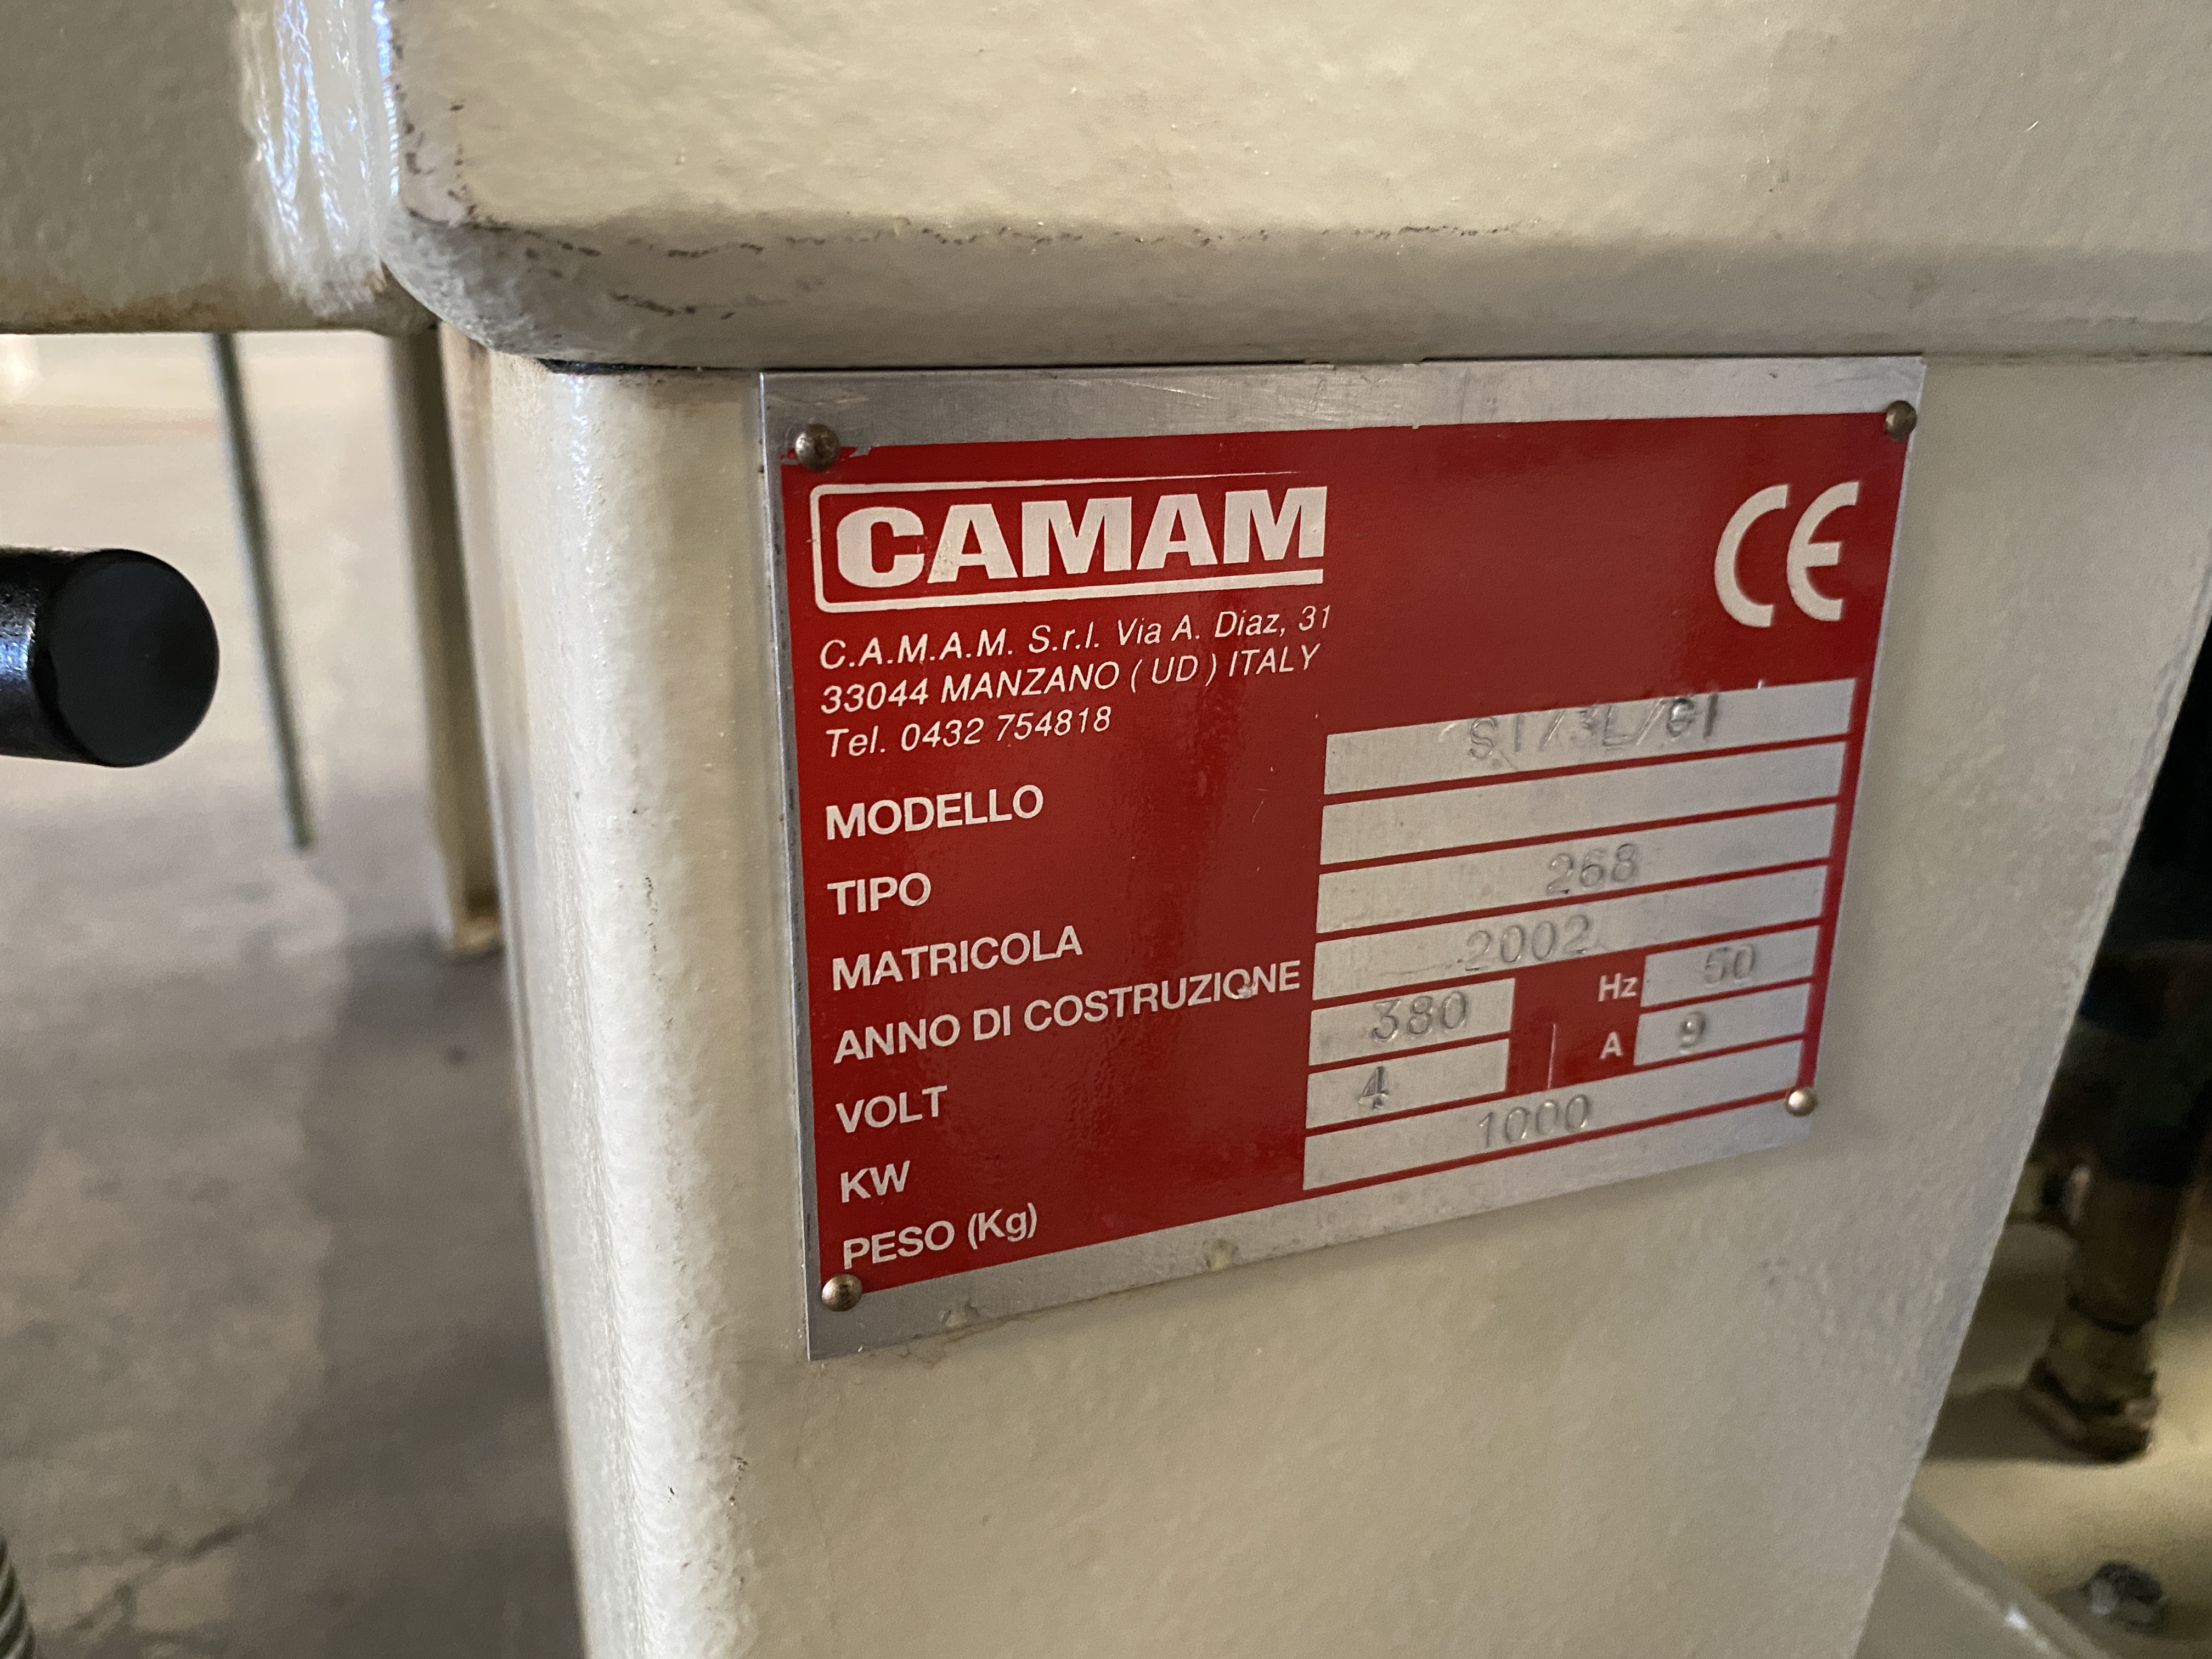 CAMAM
CE
C.A.M.A.M. S.r.l. Via A. Diaz, 31
33044 MANZANO ( UD ) ITALY
Tel. 0432 754818
MODELLO
TIPO
MATRICOLA 268
ANNO DI COSTRUZIONE 2002
VOLT 380 Hz 50
KW 4 A 9
PESO (Kg) 1000